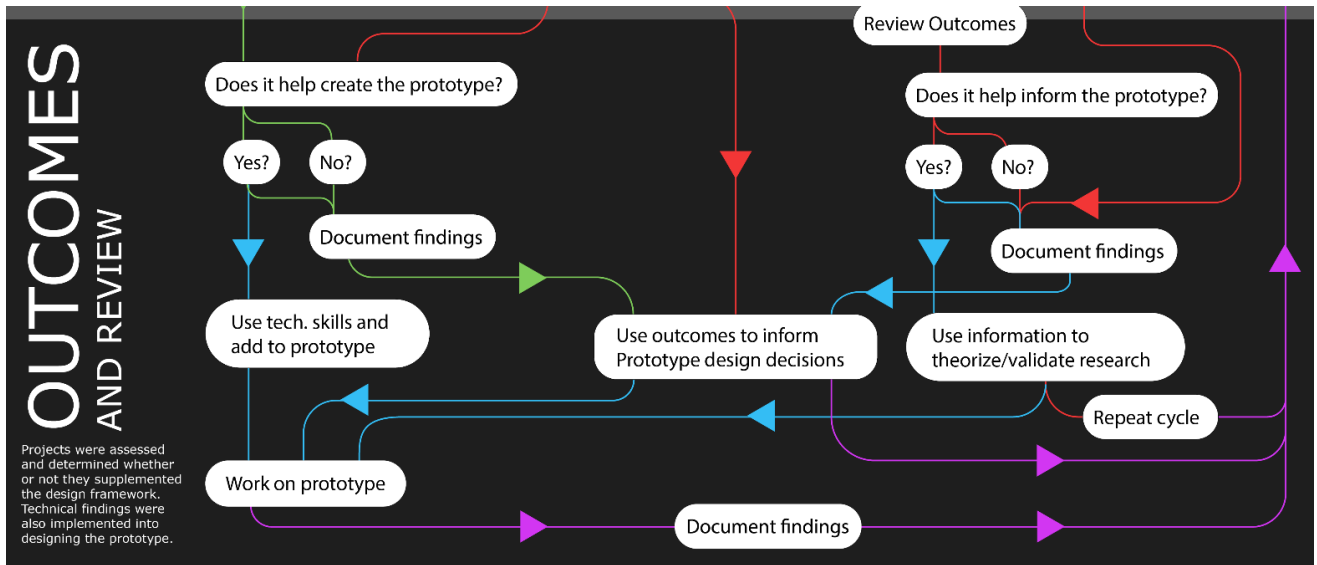 OUTCOMES
AND REVIEW
Projects were assessed
and determined whether
or not they supplemented
the design framework.
Technical findings were
also implemented into
designing the prototype.
Does it help create the prototype?
Yes?
No?
Document findings
Use tech. skills and
add to prototype
Work on prototype
Use outcomes to inform
Prototype design decisions
Review Outcomes
Does it help inform the prototype?
Yes?
No?
Document findings
Use information to
theorize/validate research
Repeat cycle
Document findings